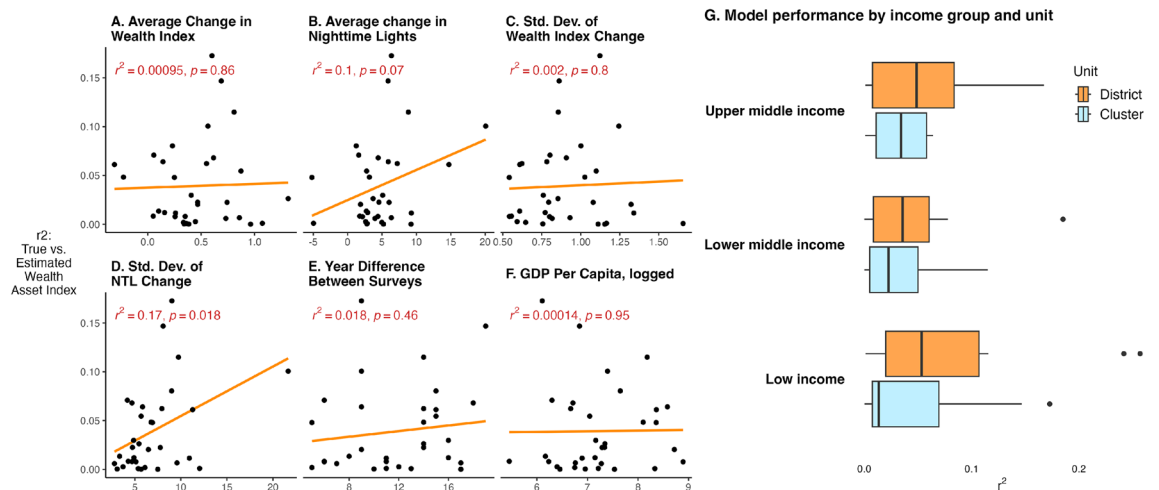 A. Average Change in
Wealth Index
B. Average change in
Nighttime Lights
C. Std. Dev. of
Wealth Index Change
r² = 0.00095, p = 0.86
r² = 0.1, p = 0.07
r² = 0.002, p = 0.8
0.15
0.10
0.05
0.00
0.0 0.5 1.0
-5 0 5 10 15 20
0.50 0.75 1.00 1.25 1.50
r2:
True vs.
Estimated
Wealth
Asset Index
D. Std. Dev. of
NTL Change
E. Year Difference
Between Surveys
F. GDP Per Capita, logged
r² = 0.17, p = 0.018
r² = 0.018, p = 0.46
r² = 0.00014, p = 0.95
0.15
0.10
0.05
0.00
5 10 15 20
8 12 16
6 7 8 9
G. Model performance by income group and unit
Upper middle income
Lower middle income
Low income
Unit
District
Cluster
0.0 0.1 0.2
r²